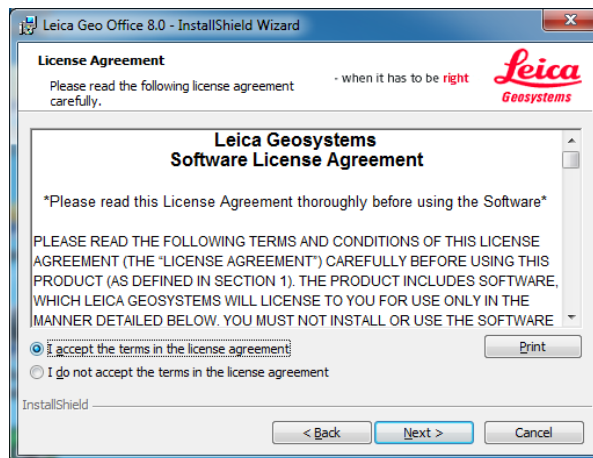 Leica Geo Office 8.0 - InstallShield Wizard
License Agreement
Please read the following license agreement
carefully.
- when it has to be right
Leica
Geosystems
Leica Geosystems
Software License Agreement
*Please read this License Agreement thoroughly before using the Software*
PLEASE READ THE FOLLOWING TERMS AND CONDITIONS OF THIS LICENSE
AGREEMENT (THE “LICENSE AGREEMENT”) CAREFULLY BEFORE USING THIS
PRODUCT (AS DEFINED IN SECTION 1). THE PRODUCT INCLUDES SOFTWARE,
WHICH LEICA GEOSYSTEMS WILL LICENSE TO YOU FOR USE ONLY IN THE
MANNER DETAILED BELOW. YOU MUST NOT INSTALL OR USE THE SOFTWARE
I accept the terms in the license agreement
Print
I do not accept the terms in the license agreement
InstallShield
< Back
Next >
Cancel